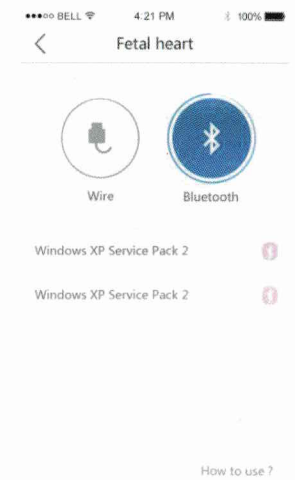 ●●●○○ BELL 4:21 PM 100%
Fetal heart
Wire Bluetooth
Windows XP Service Pack 2
Windows XP Service Pack 2
How to use ?